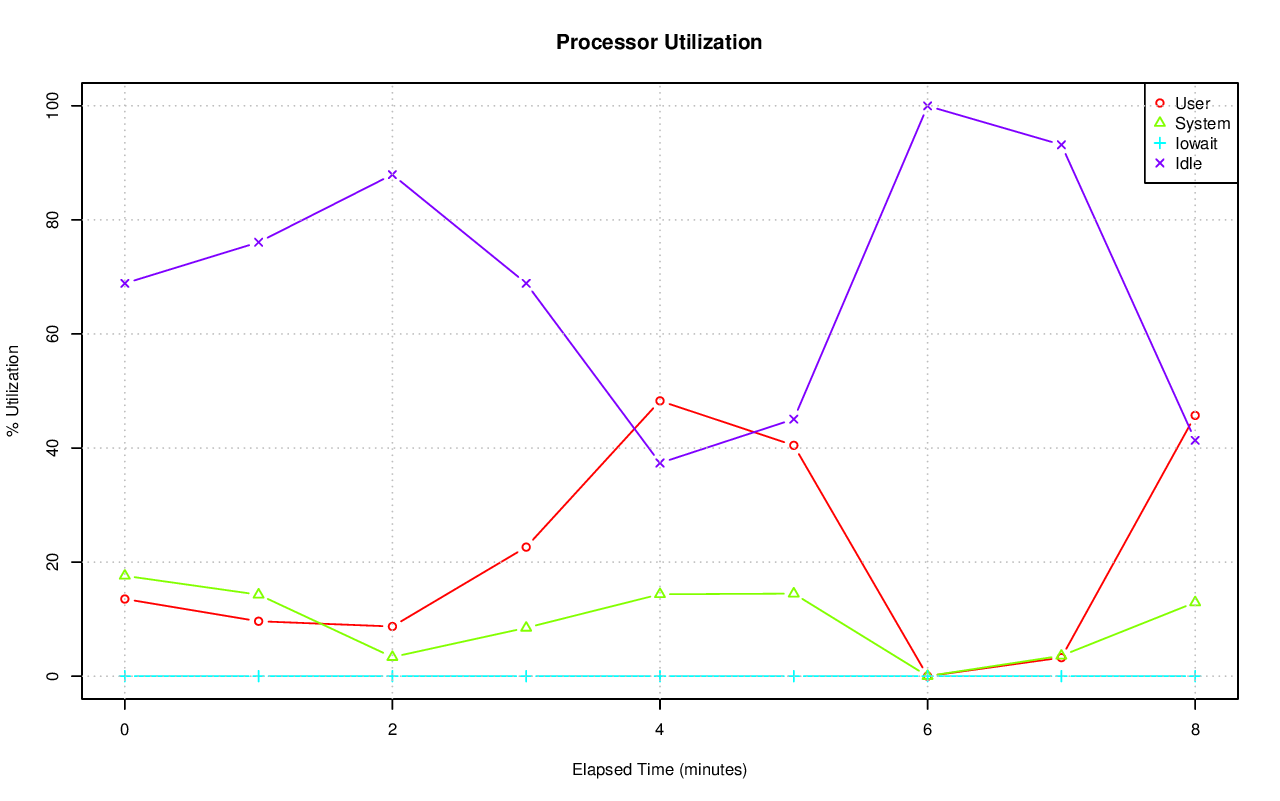 Processor Utilization
User
System
Iowait
Idle
% Utilization
100
80
60
40
20
0
0 2 4 6 8
Elapsed Time (minutes)